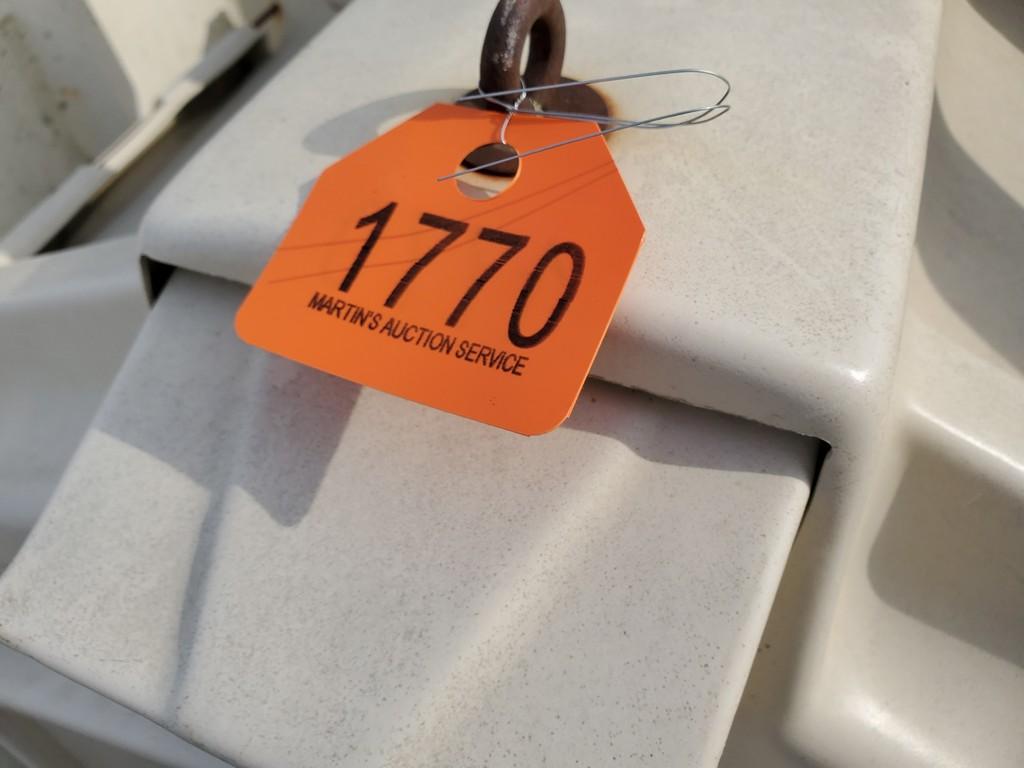 1770
MARTIN'S AUCTION SERVICE